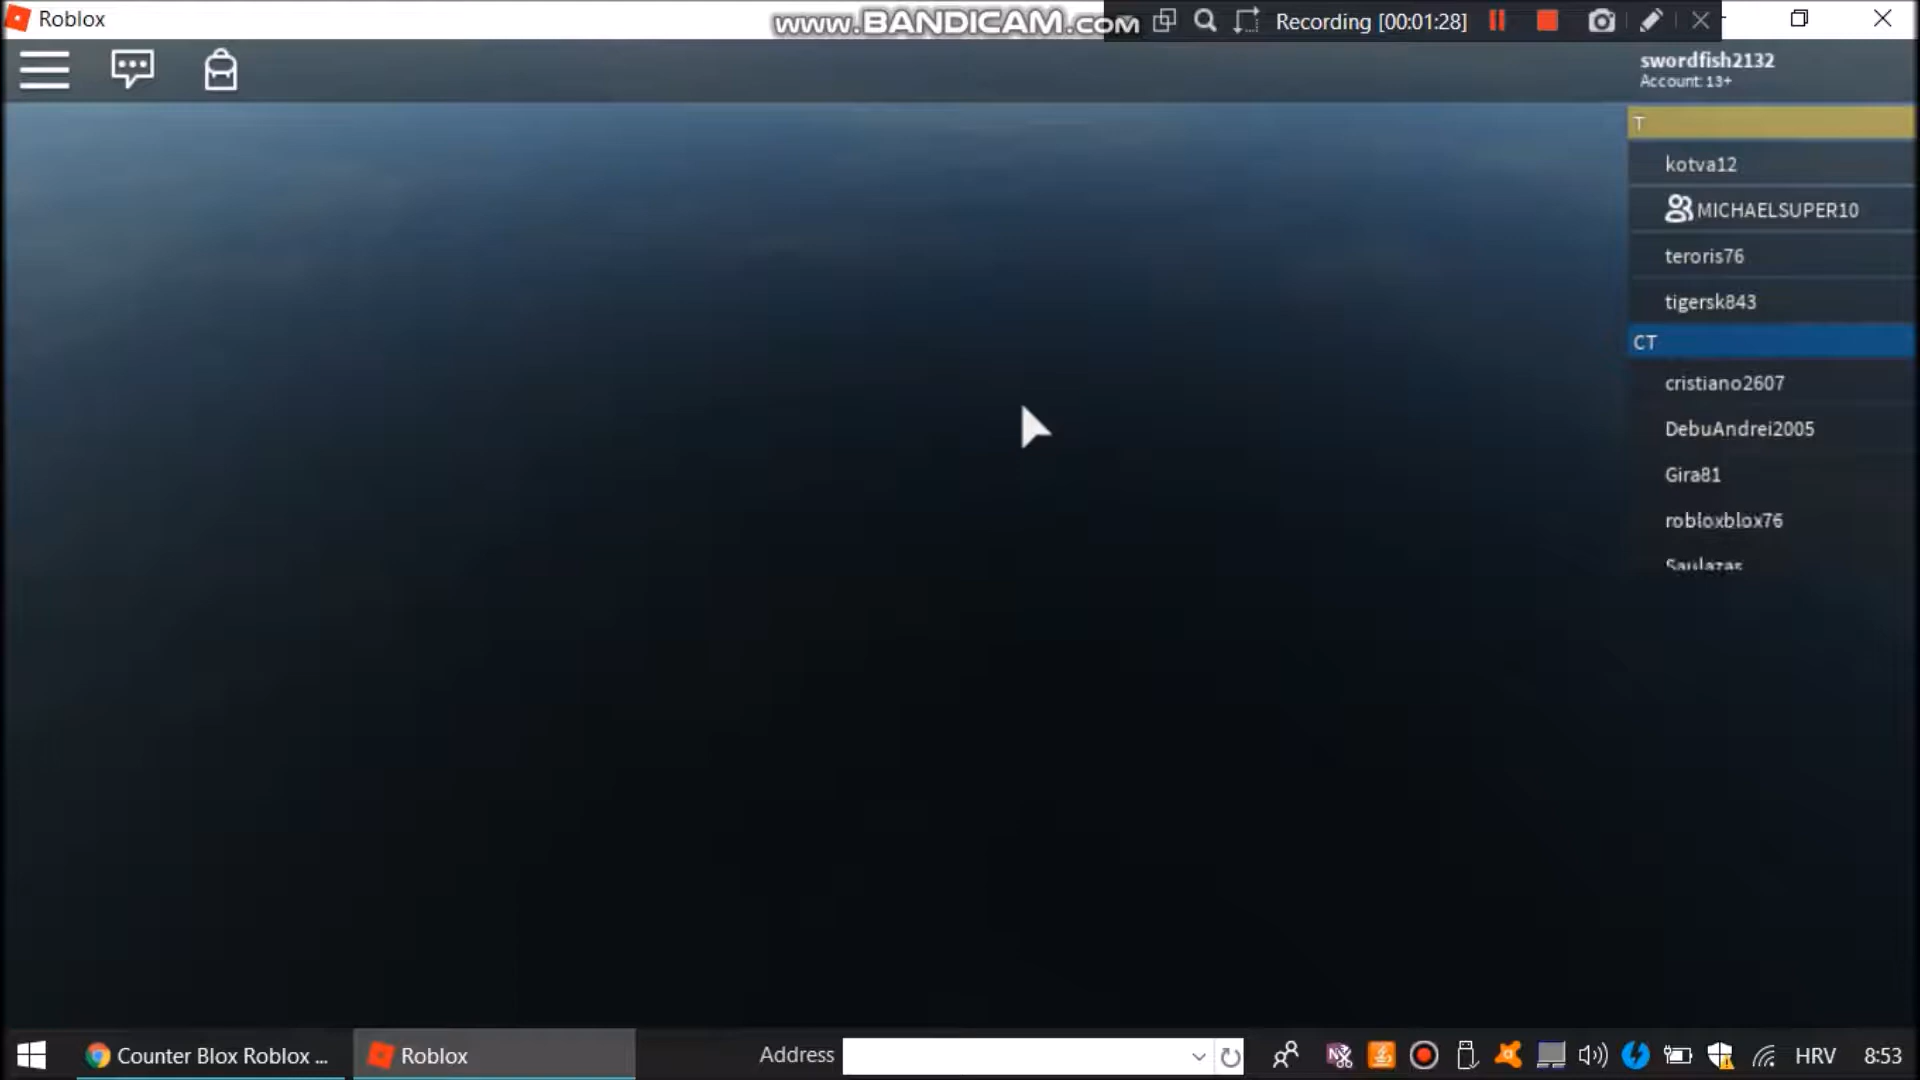 Roblox
www.BANDICAM.com
Recording [00:01:28]
swordfish2132
Account: 13+
T
kotva12
MICHAELSUPER10
teroris76
tigersk843
CT
cristiano2607
DebuAndrei2005
Gira81
robloxblox76
Saulazas
Counter Blox Roblox ...
Roblox
Address
HRV
8:53